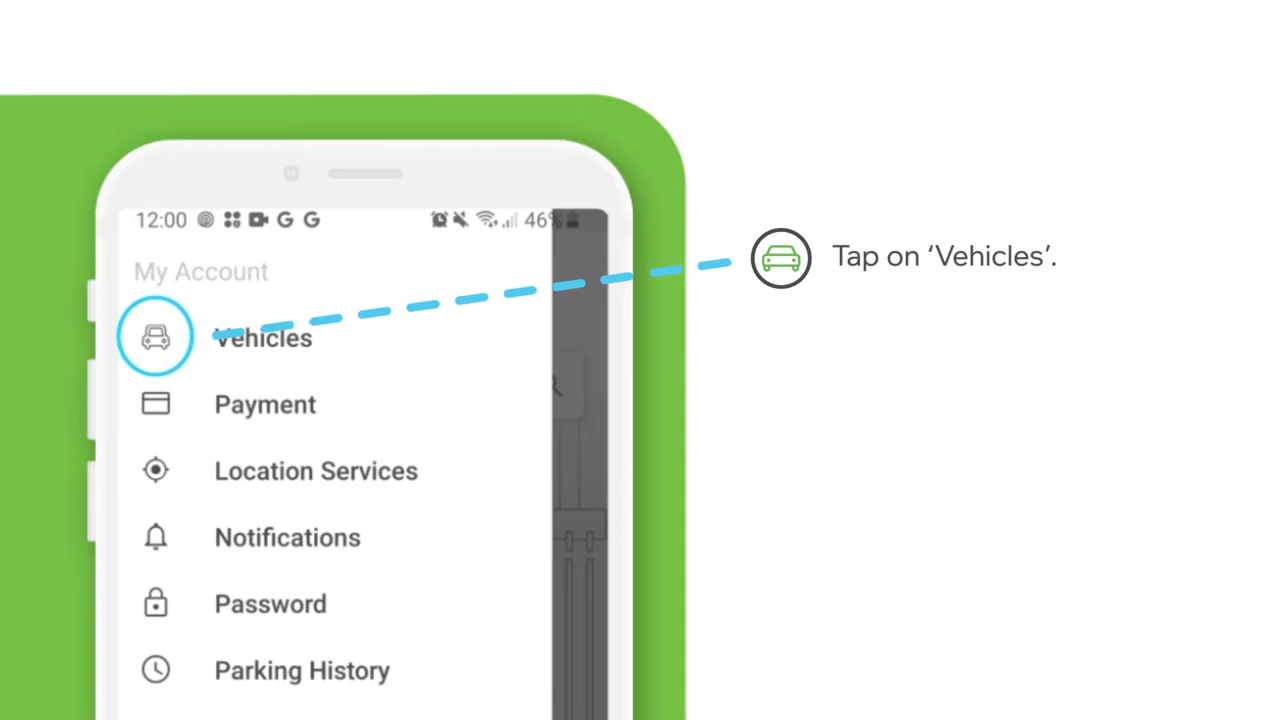 12:00 G G 46%
My Account
Vehicles
Tap on ‘Vehicles’.
Payment
Location Services
Notifications
Password
Parking History